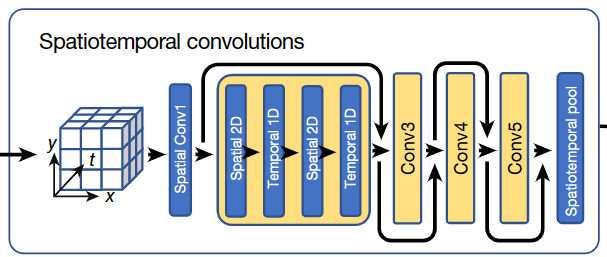 Spatiotemporal convolutions
y
t
x
Spatial Conv1
Spatial 2D
Temporal 1D
Spatial 2D
Temporal 1D
Conv3
Conv4
Conv5
Spatiotemporal pool